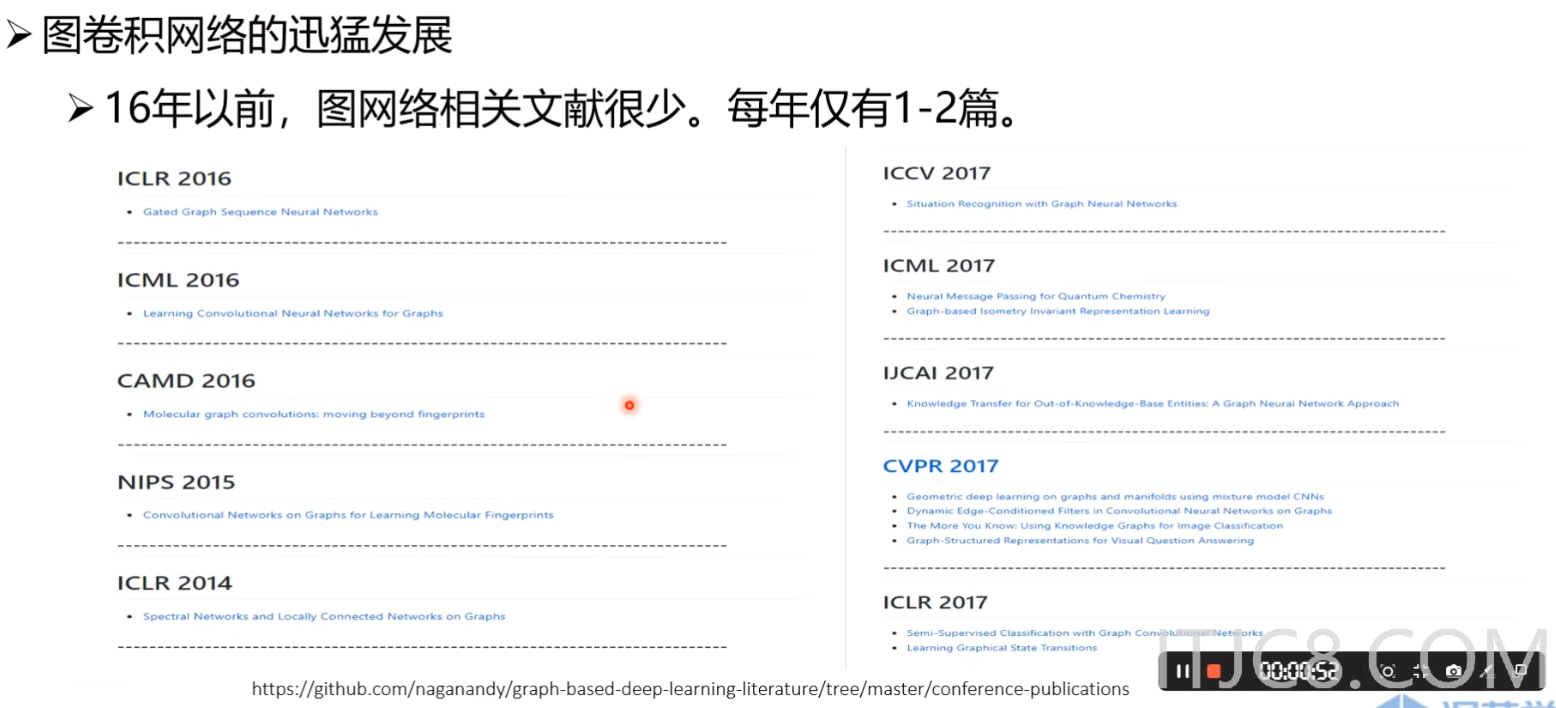 图卷积网络的迅猛发展
16年以前，图网络相关文献很少。每年仅有1-2篇。
ICLR 2016
Gated Graph Sequence Neural Networks
ICML 2016
Learning Convolutional Neural Networks for Graphs
CAMD 2016
Molecular graph convolutions: moving beyond fingerprints
NIPS 2015
Convolutional Networks on Graphs for Learning Molecular Fingerprints
ICLR 2014
Spectral Networks and Locally Connected Networks on Graphs
ICCV 2017
Situation Recognition with Graph Neural Networks
ICML 2017
Neural Message Passing for Quantum Chemistry
Graph-based Isometry Invariant Representation Learning
IJCAI 2017
Knowledge Transfer for Out-of-Knowledge-Base Entities: A Graph Neural Network Approach
CVPR 2017
Geometric deep learning on graphs and manifolds using mixture model CNNs
Dynamic Edge-Conditioned Filters in Convolutional Neural Networks on Graphs
The More You Know: Using Knowledge Graphs for Image Classification
Graph-Structured Representations for Visual Question Answering
ICLR 2017
Semi-Supervised Classification with Graph Convolutional Networks
Learning Graphical State Transitions
ITJC8.COM
00:00:52
https://github.com/naganandy/graph-based-deep-learning-literature/tree/master/conference-publications